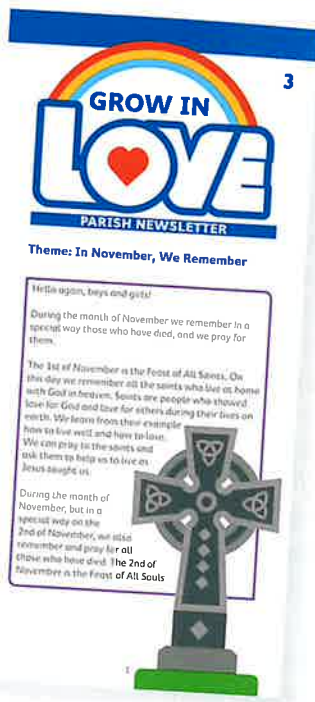 3
GROW IN
LOVE
PARISH NEWSLETTER
Theme: In November, We Remember
Hello again, boys and girls!
During the month of November we remember in a
special way those who have died, and we pray for
them.
The 1st of November is the Feast of All Saints. On
this day we remember all the saints who live at home
with God in heaven. Saints are people who showed
love for God and love for others during their lives on
earth. We learn from their example
how to live well and how to love.
We can pray to the saints and
ask them to help us to live as
Jesus taught us.
During the month of
November, but in a
special way on the
2nd of November, we also
remember and pray for all
those who have died. The 2nd of
November is the Feast of All Souls
1